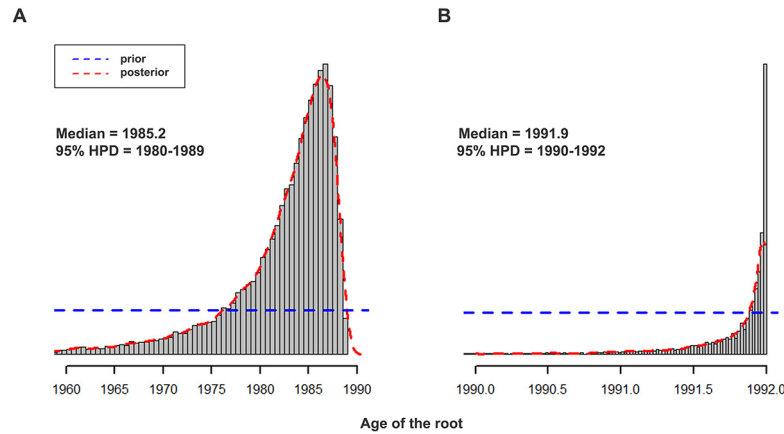 A
prior
posterior
Median = 1985.2
95% HPD = 1980-1989
1960 1965 1970 1975 1980 1985 1990
B
Median = 1991.9
95% HPD = 1990-1992
1990.0 1990.5 1991.0 1991.5 1992.0
Age of the root